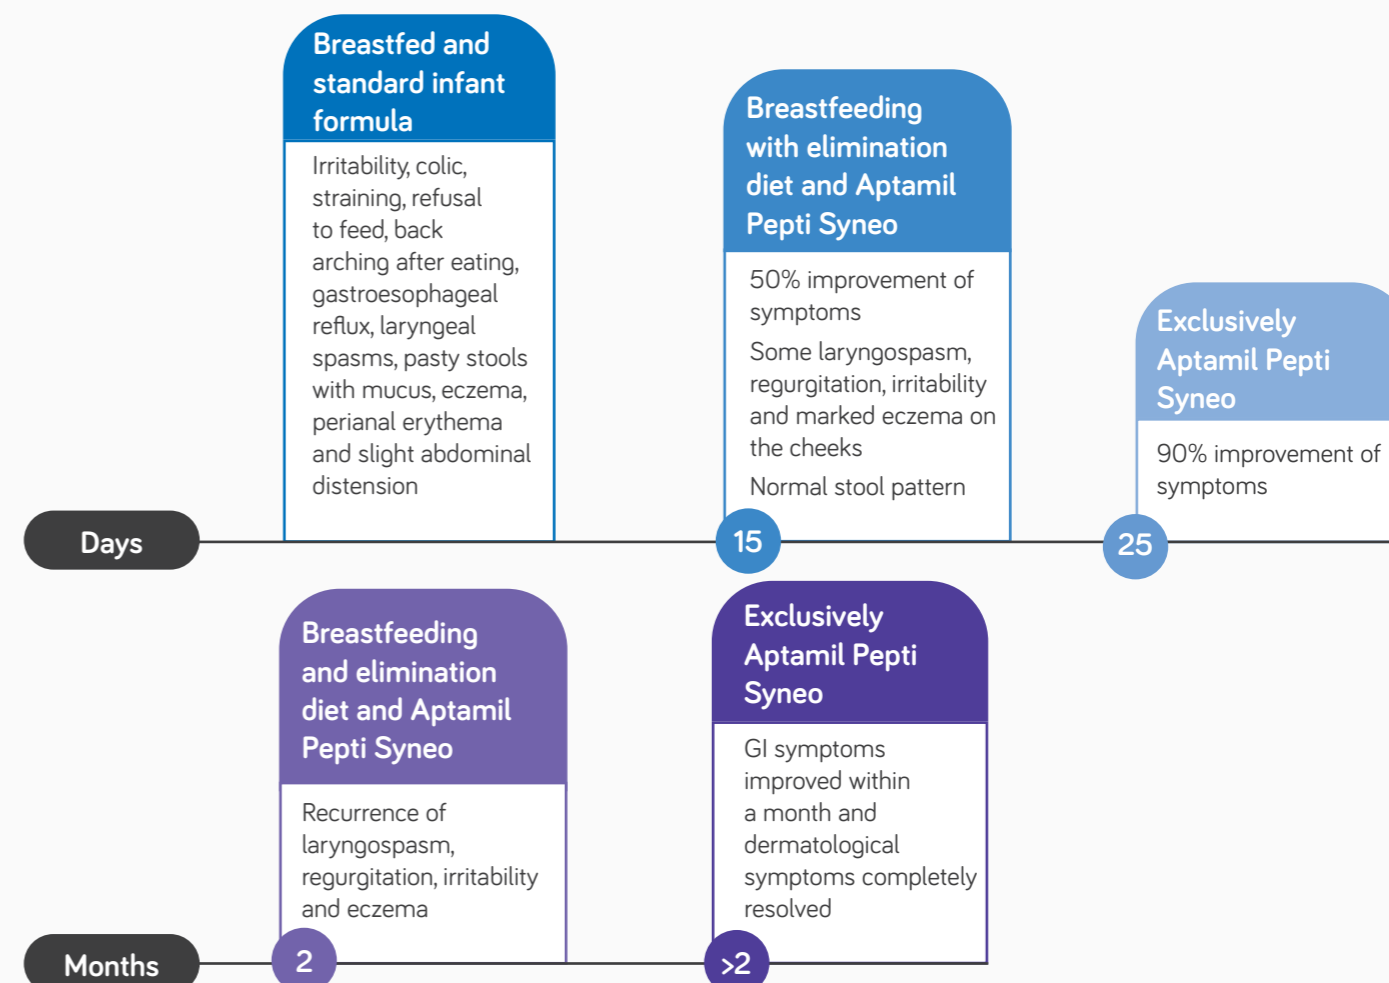 Breastfed and
standard infant
formula
Irritability, colic,
straining, refusal
to feed, back
arching after eating,
gastroesophageal
reflux, laryngeal
spasms, pasty stools
with mucus, eczema,
perianal erythema
and slight abdominal
distension
Breastfeeding
with elimination
diet and Aptamil
Pepti Syneo
50% improvement of
symptoms
Some laryngospasm,
regurgitation, irritability
and marked eczema on
the cheeks
Normal stool pattern
Exclusively
Aptamil Pepti
Syneo
90% improvement of
symptoms
Days
15
25
Breastfeeding
and elimination
diet and Aptamil
Pepti Syneo
Recurrence of
laryngospasm,
regurgitation, irritability
and eczema
Exclusively
Aptamil Pepti
Syneo
GI symptoms
improved within
a month and
dermatological
symptoms completely
resolved
Months
2
>2